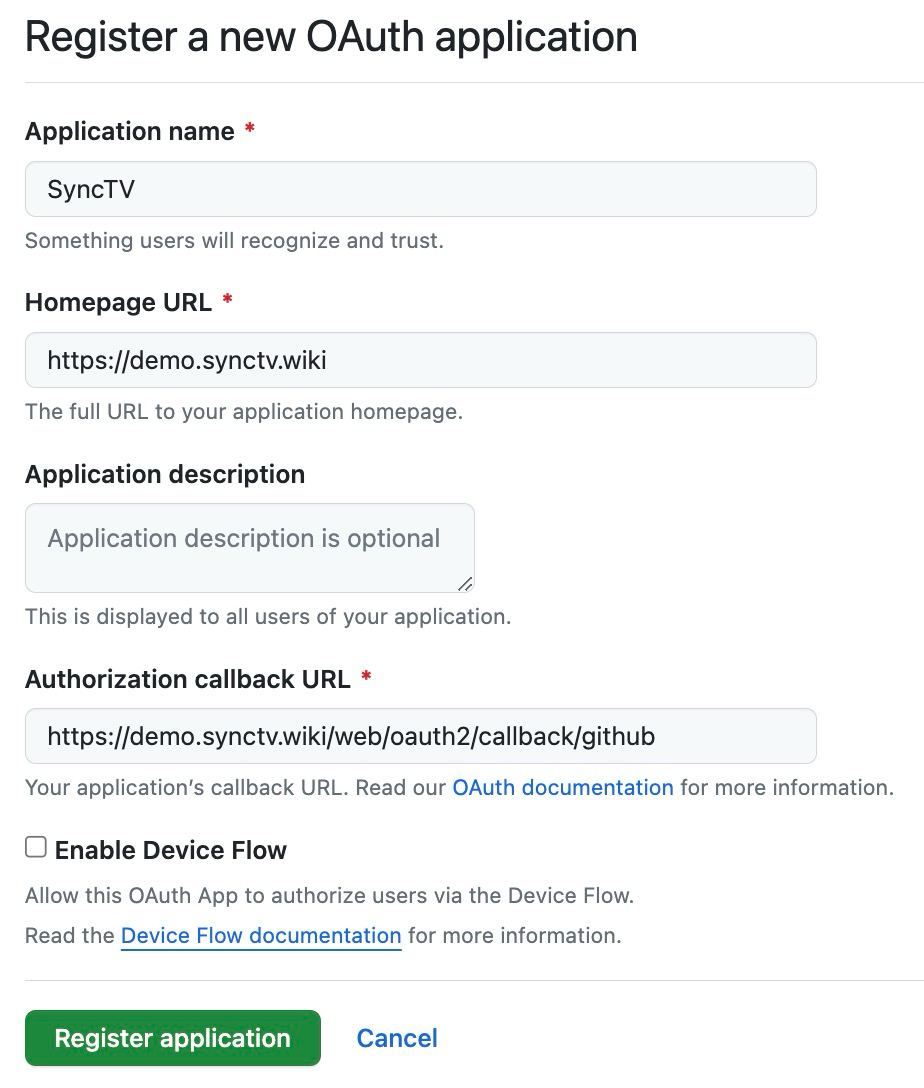 Register a new OAuth application
Application name *
SyncTV
Something users will recognize and trust.
Homepage URL *
https://demo.synctv.wiki
The full URL to your application homepage.
Application description
Application description is optional
This is displayed to all users of your application.
Authorization callback URL *
https://demo.synctv.wiki/web/oauth2/callback/github
Your application’s callback URL. Read our OAuth documentation for more information.
Enable Device Flow
Allow this OAuth App to authorize users via the Device Flow.
Read the Device Flow documentation for more information.
Register application Cancel